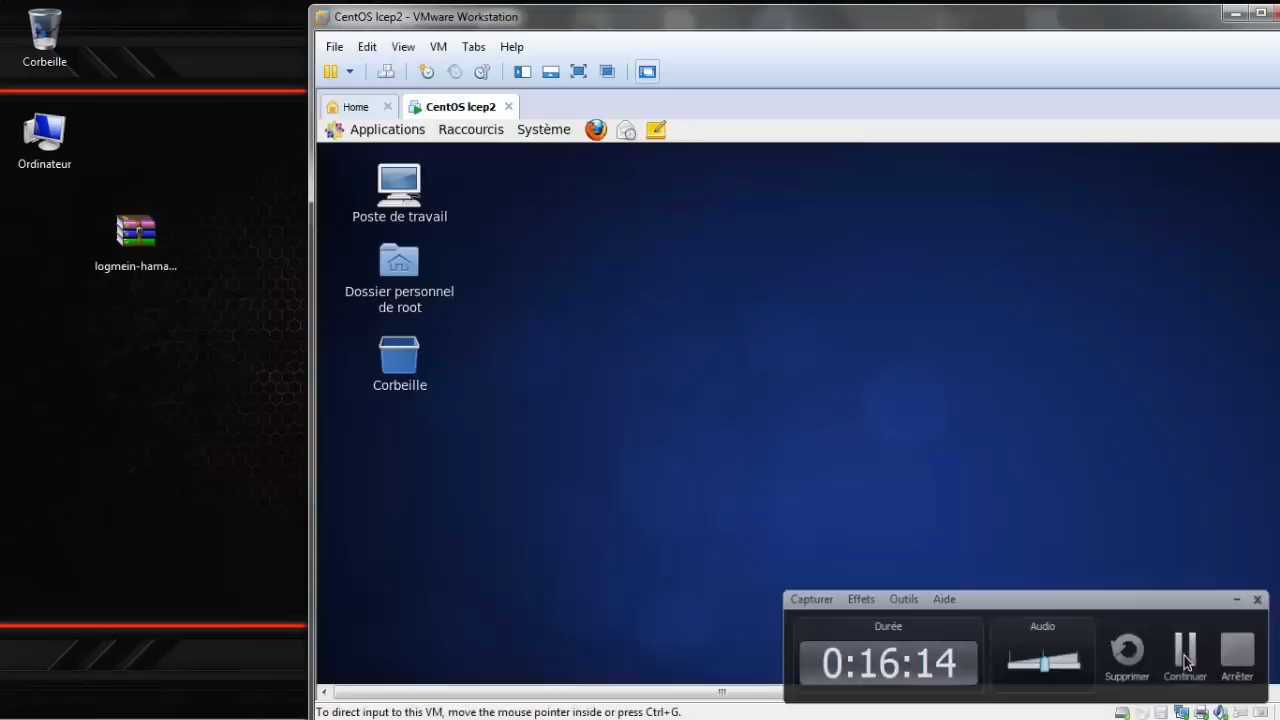 Corbeille
Ordinateur
logmein-hama...
CentOS lcep2 - VMware Workstation
File Edit View VM Tabs Help
Home
CentOS lcep2
Applications Raccourcis Système
Poste de travail
Dossier personnel
de root
Corbeille
Capturer Effets Outils Aide
Durée
0:16:14
Audio
Supprimer Continuer Arrêter
To direct input to this VM, move the mouse pointer inside or press Ctrl+G.